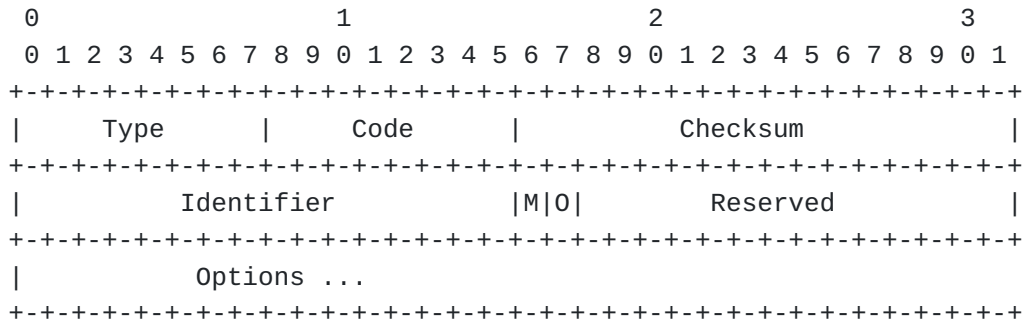 0                   1                   2                   3
 0 1 2 3 4 5 6 7 8 9 0 1 2 3 4 5 6 7 8 9 0 1 2 3 4 5 6 7 8 9 0 1
+-+-+-+-+-+-+-+-+-+-+-+-+-+-+-+-+-+-+-+-+-+-+-+-+-+-+-+-+-+-+-+-+
|     Type      |     Code      |          Checksum             |
+-+-+-+-+-+-+-+-+-+-+-+-+-+-+-+-+-+-+-+-+-+-+-+-+-+-+-+-+-+-+-+-+
|          Identifier           |M|O|        Reserved           |
+-+-+-+-+-+-+-+-+-+-+-+-+-+-+-+-+-+-+-+-+-+-+-+-+-+-+-+-+-+-+-+-+
|           Options ...
+-+-+-+-+-+-+-+-+-+-+-+-+-+-+-+-+-+-+-+-+-+-+-+-+-+-+-+-+-+-+-+-+